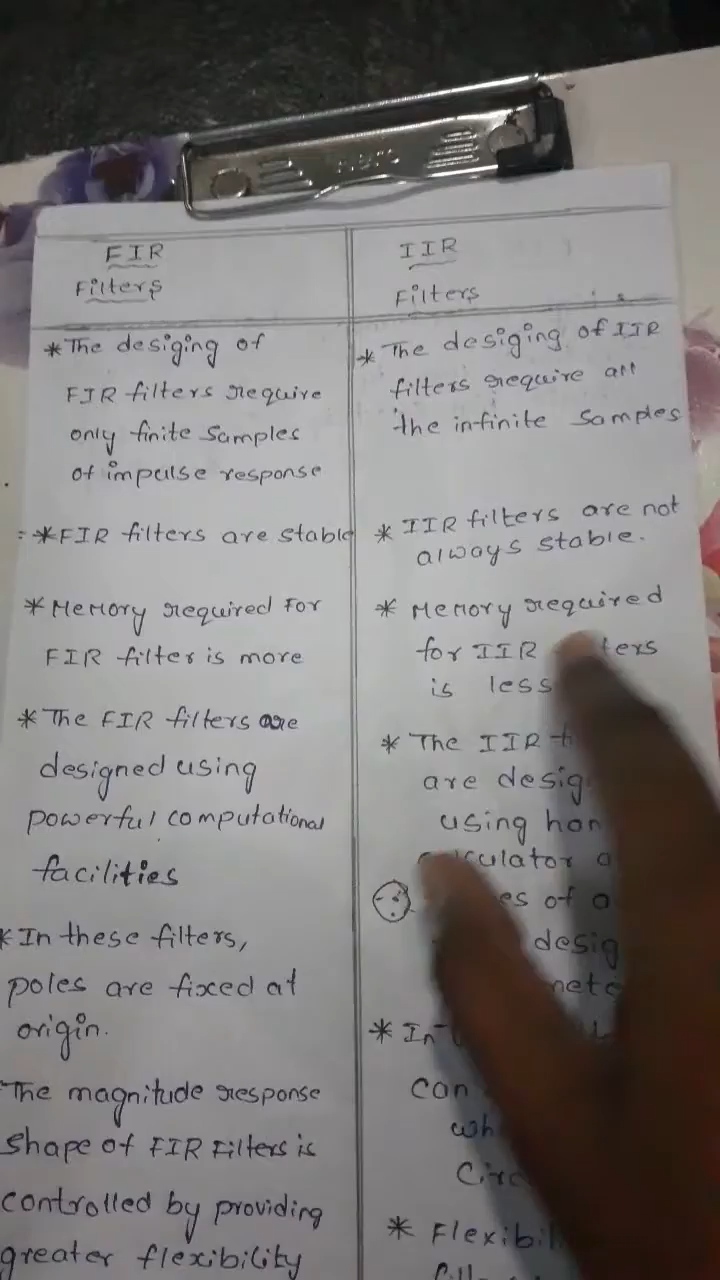 FIR
Filters
* The desiging of
FIR filters require
only finite Samples
of impulse response
* FIR filters are stable
* Memory required For
FIR filter is more
* The FIR filters are
designed using
powerful computational
facilities
* In these filters,
poles are fixed at
origin.
The magnitude response
shape of FIR Filters is
controlled by providing
greater flexibility
IIR
Filters
* The desiging of IIR
filters require all
the infinite Samples
* IIR filters are not
always stable.
* Memory required
for IIR
is less
* The IIR
are
using
of
* In
can
*